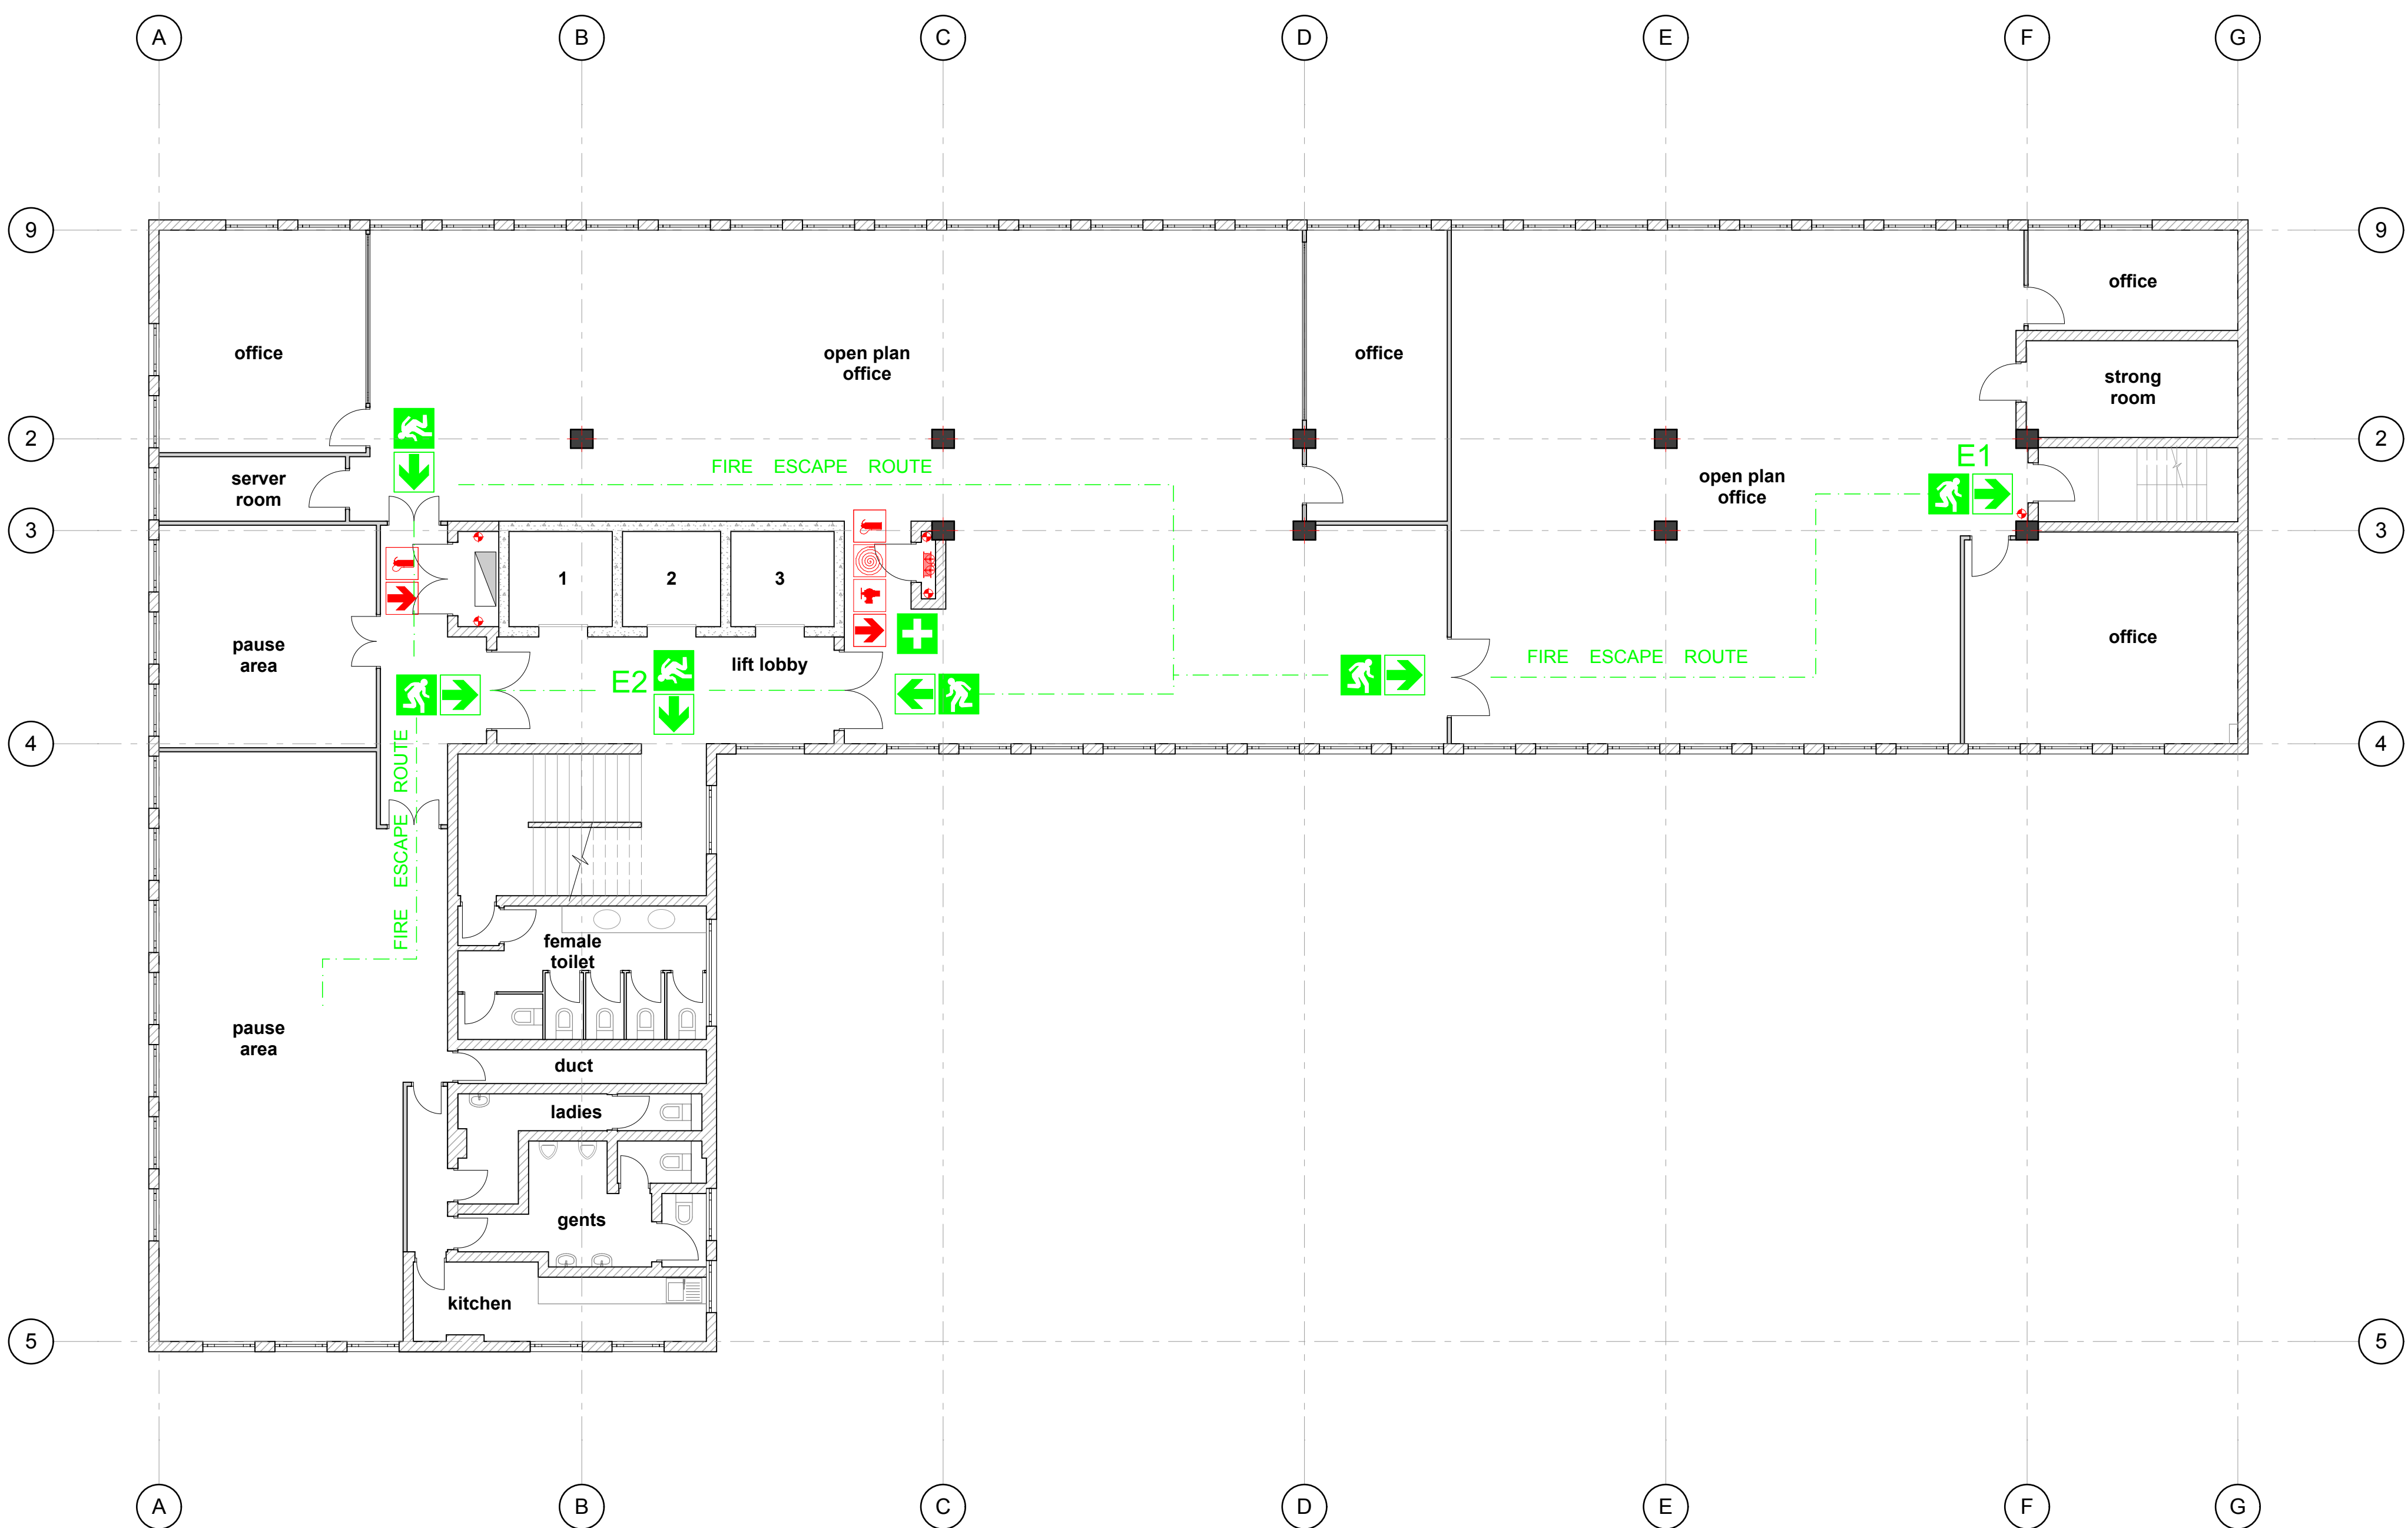 A B C D E F G
9 9
office
office
office
open plan
office
strong
room
2 2
E1
FIRE ESCAPE ROUTE
server
room
open plan
office
3 3
1 2 3
pause
area
lift lobby
office
FIRE ESCAPE ROUTE
E2
4 4
FIRE ESCAPE ROUTE
female
toilet
pause
area
duct
ladies
gents
kitchen
5 5
A B C D E F G